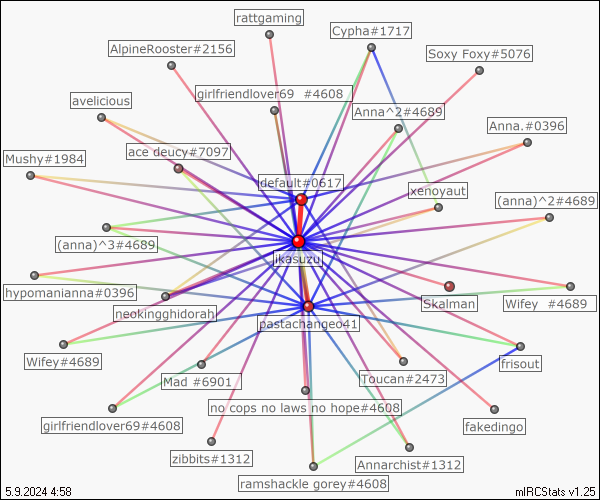 rattgaming
Cypha#1717
AlpineRooster#2156
Soxy Foxy#5076
girlfriendlover69 #4608
avelicious
Anna^2#4689
Anna.#0396
Mushy#1984
ace deucy#7097
default#0617
xenoyaut
(anna)^2#4689
(anna)^3#4689
ikasuzu
hypomanianna#0396
neokingghidorah
Skalman
Wifey #4689
pastachangeo41
Wifey#4689
frisout
Mad #6901
Toucan#2473
no cops no laws no hope#4608
girlfriendlover69#4608
fakedingo
zibbits#1312
Annarchist#1312
ramshackle gorey#4608
5.9.2024 4:58
mIRCStats v1.25